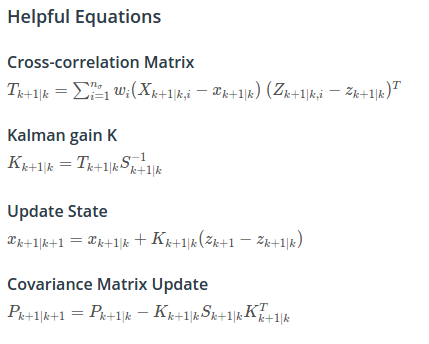 Helpful Equations
Cross-correlation Matrix
$T_{k+1|k} = \sum_{i=1}^{n_\sigma} w_i (X_{k+1|k,i} - x_{k+1|k}) \, (Z_{k+1|k,i} - z_{k+1|k})^T$
Kalman gain K
$K_{k+1|k} = T_{k+1|k} S_{k+1|k}^{-1}$
Update State
$x_{k+1|k+1} = x_{k+1|k} + K_{k+1|k} (z_{k+1} - z_{k+1|k})$
Covariance Matrix Update
$P_{k+1|k+1} = P_{k+1|k} - K_{k+1|k} S_{k+1|k} K_{k+1|k}^T$